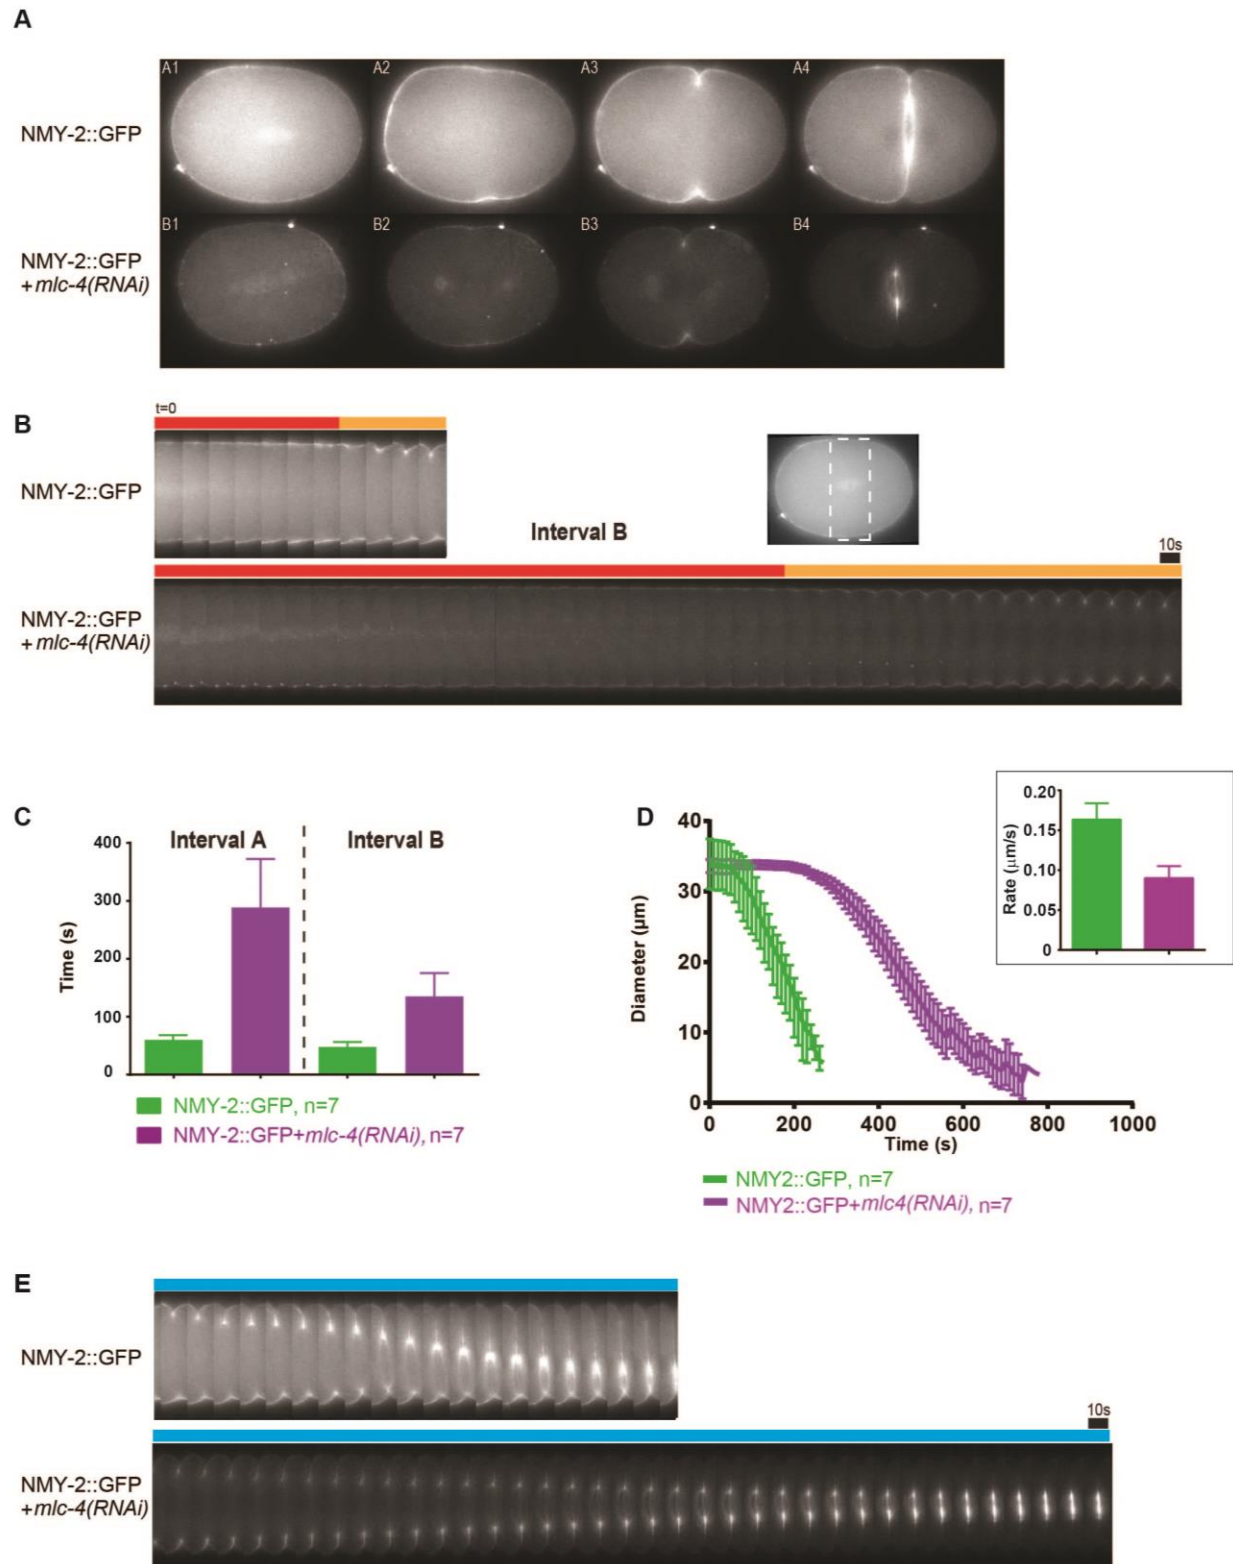 A
NMY-2::GFP
A1 A2 A3 A4
NMY-2::GFP
+ mlc-4(RNAi)
B1 B2 B3 B4
B
t=0
NMY-2::GFP
Interval B
10s
NMY-2::GFP
+ mlc-4(RNAi)
C
Interval A Interval B
Time (s)
400
300
200
100
0
NMY-2::GFP, n=7
NMY-2::GFP+mlc-4(RNAi), n=7
D
Diameter (µm)
40
30
20
10
0
0 200 400 600 800 1000
Time (s)
Rate (µm/s)
0.20
0.15
0.10
0.05
0
NMY2::GFP, n=7
NMY2::GFP+mlc4(RNAi), n=7
E
NMY-2::GFP
10s
NMY-2::GFP
+ mlc-4(RNAi)